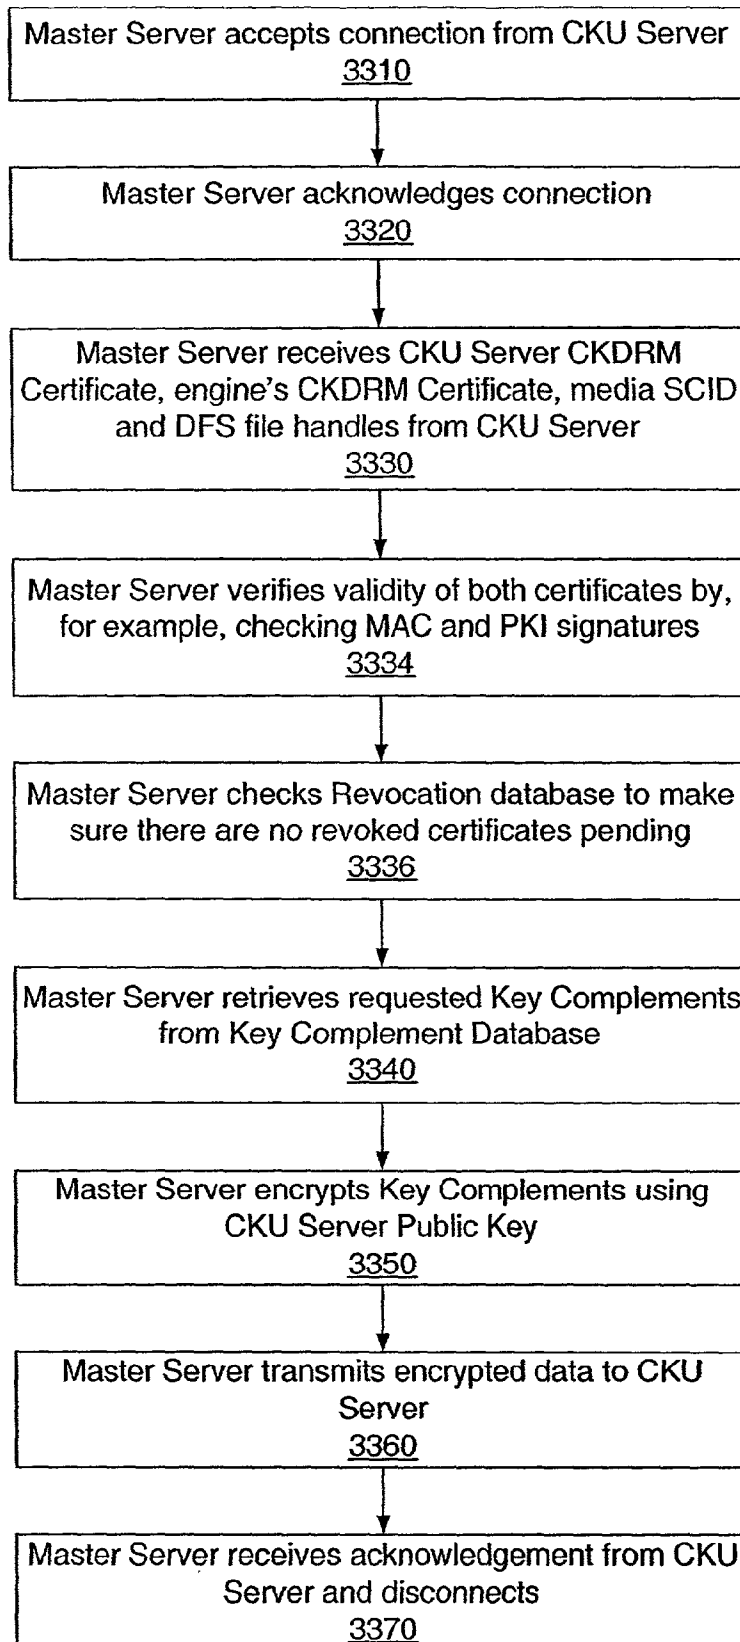 Master Server accepts connection from CKU Server
3310
Master Server acknowledges connection
3320
Master Server receives CKU Server CKDRM
Certificate, engine's CKDRM Certificate, media SCID
and DFS file handles from CKU Server
3330
Master Server verifies validity of both certificates by,
for example, checking MAC and PKI signatures
3334
Master Server checks Revocation database to make
sure there are no revoked certificates pending
3336
Master Server retrieves requested Key Complements
from Key Complement Database
3340
Master Server encrypts Key Complements using
CKU Server Public Key
3350
Master Server transmits encrypted data to CKU
Server
3360
Master Server receives acknowledgement from CKU
Server and disconnects
3370